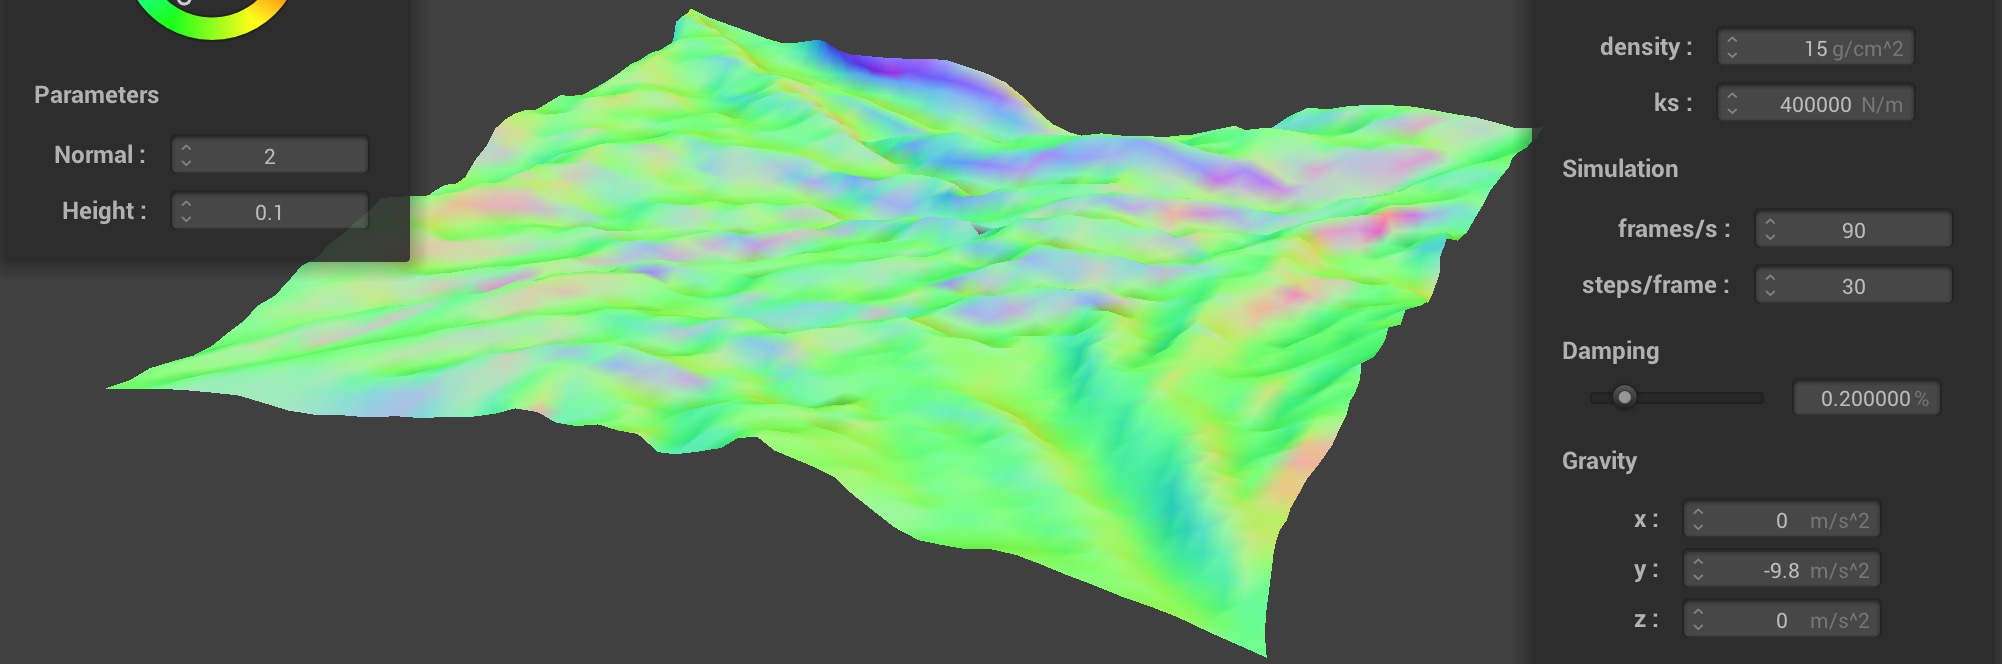 Parameters
Normal : 2
Height : 0.1
density : 15 g/cm^2
ks : 400000 N/m
Simulation
frames/s : 90
steps/frame : 30
Damping
0.200000 %
Gravity
x : 0 m/s^2
y : -9.8 m/s^2
z : 0 m/s^2